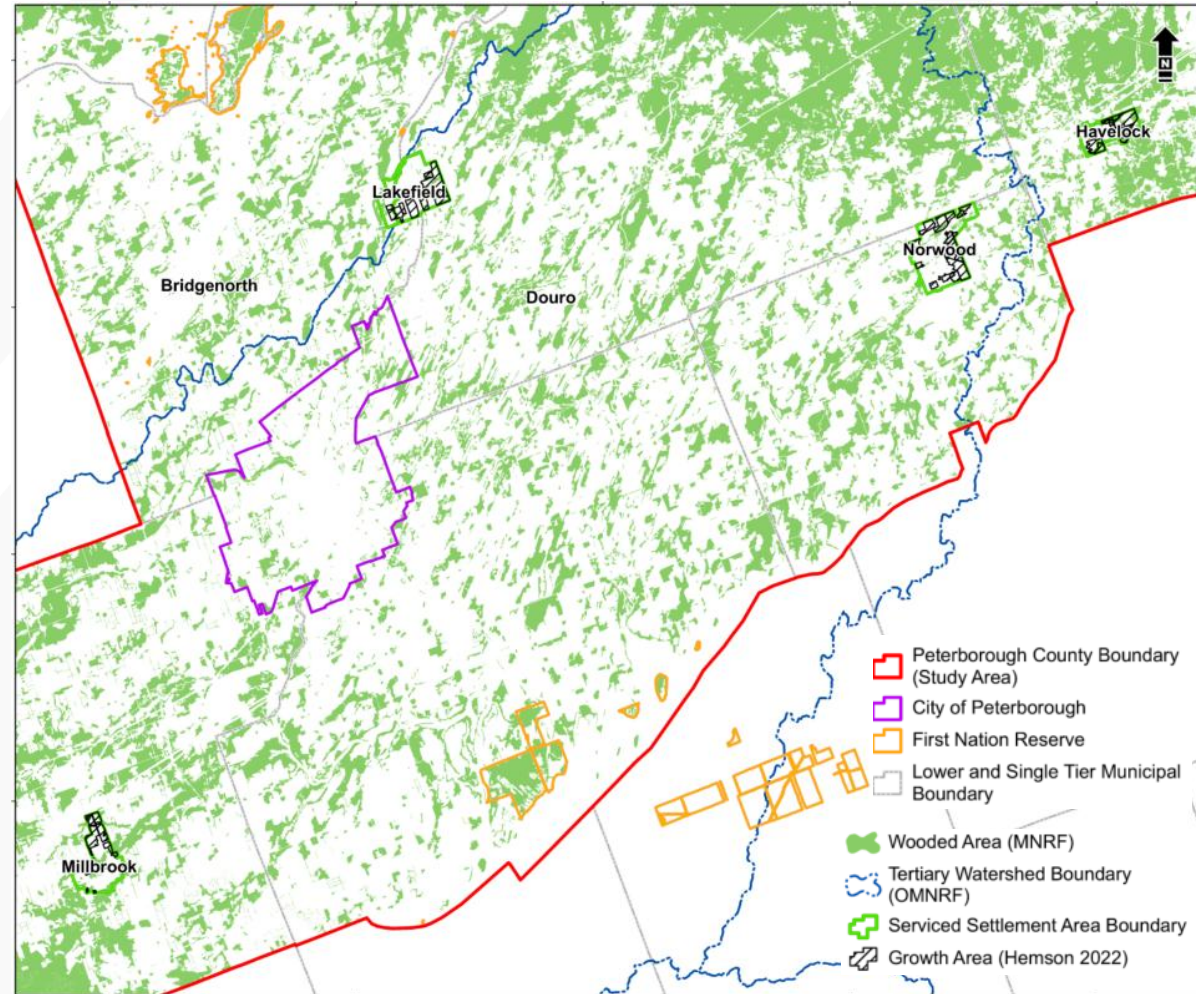 N
Havelock
Lakefield
Norwood
Bridgenorth
Douro
Millbrook
Peterborough County Boundary
(Study Area)
City of Peterborough
First Nation Reserve
Lower and Single Tier Municipal
Boundary
Wooded Area (MNRF)
Tertiary Watershed Boundary
(OMNRF)
Serviced Settlement Area Boundary
Growth Area (Hemson 2022)